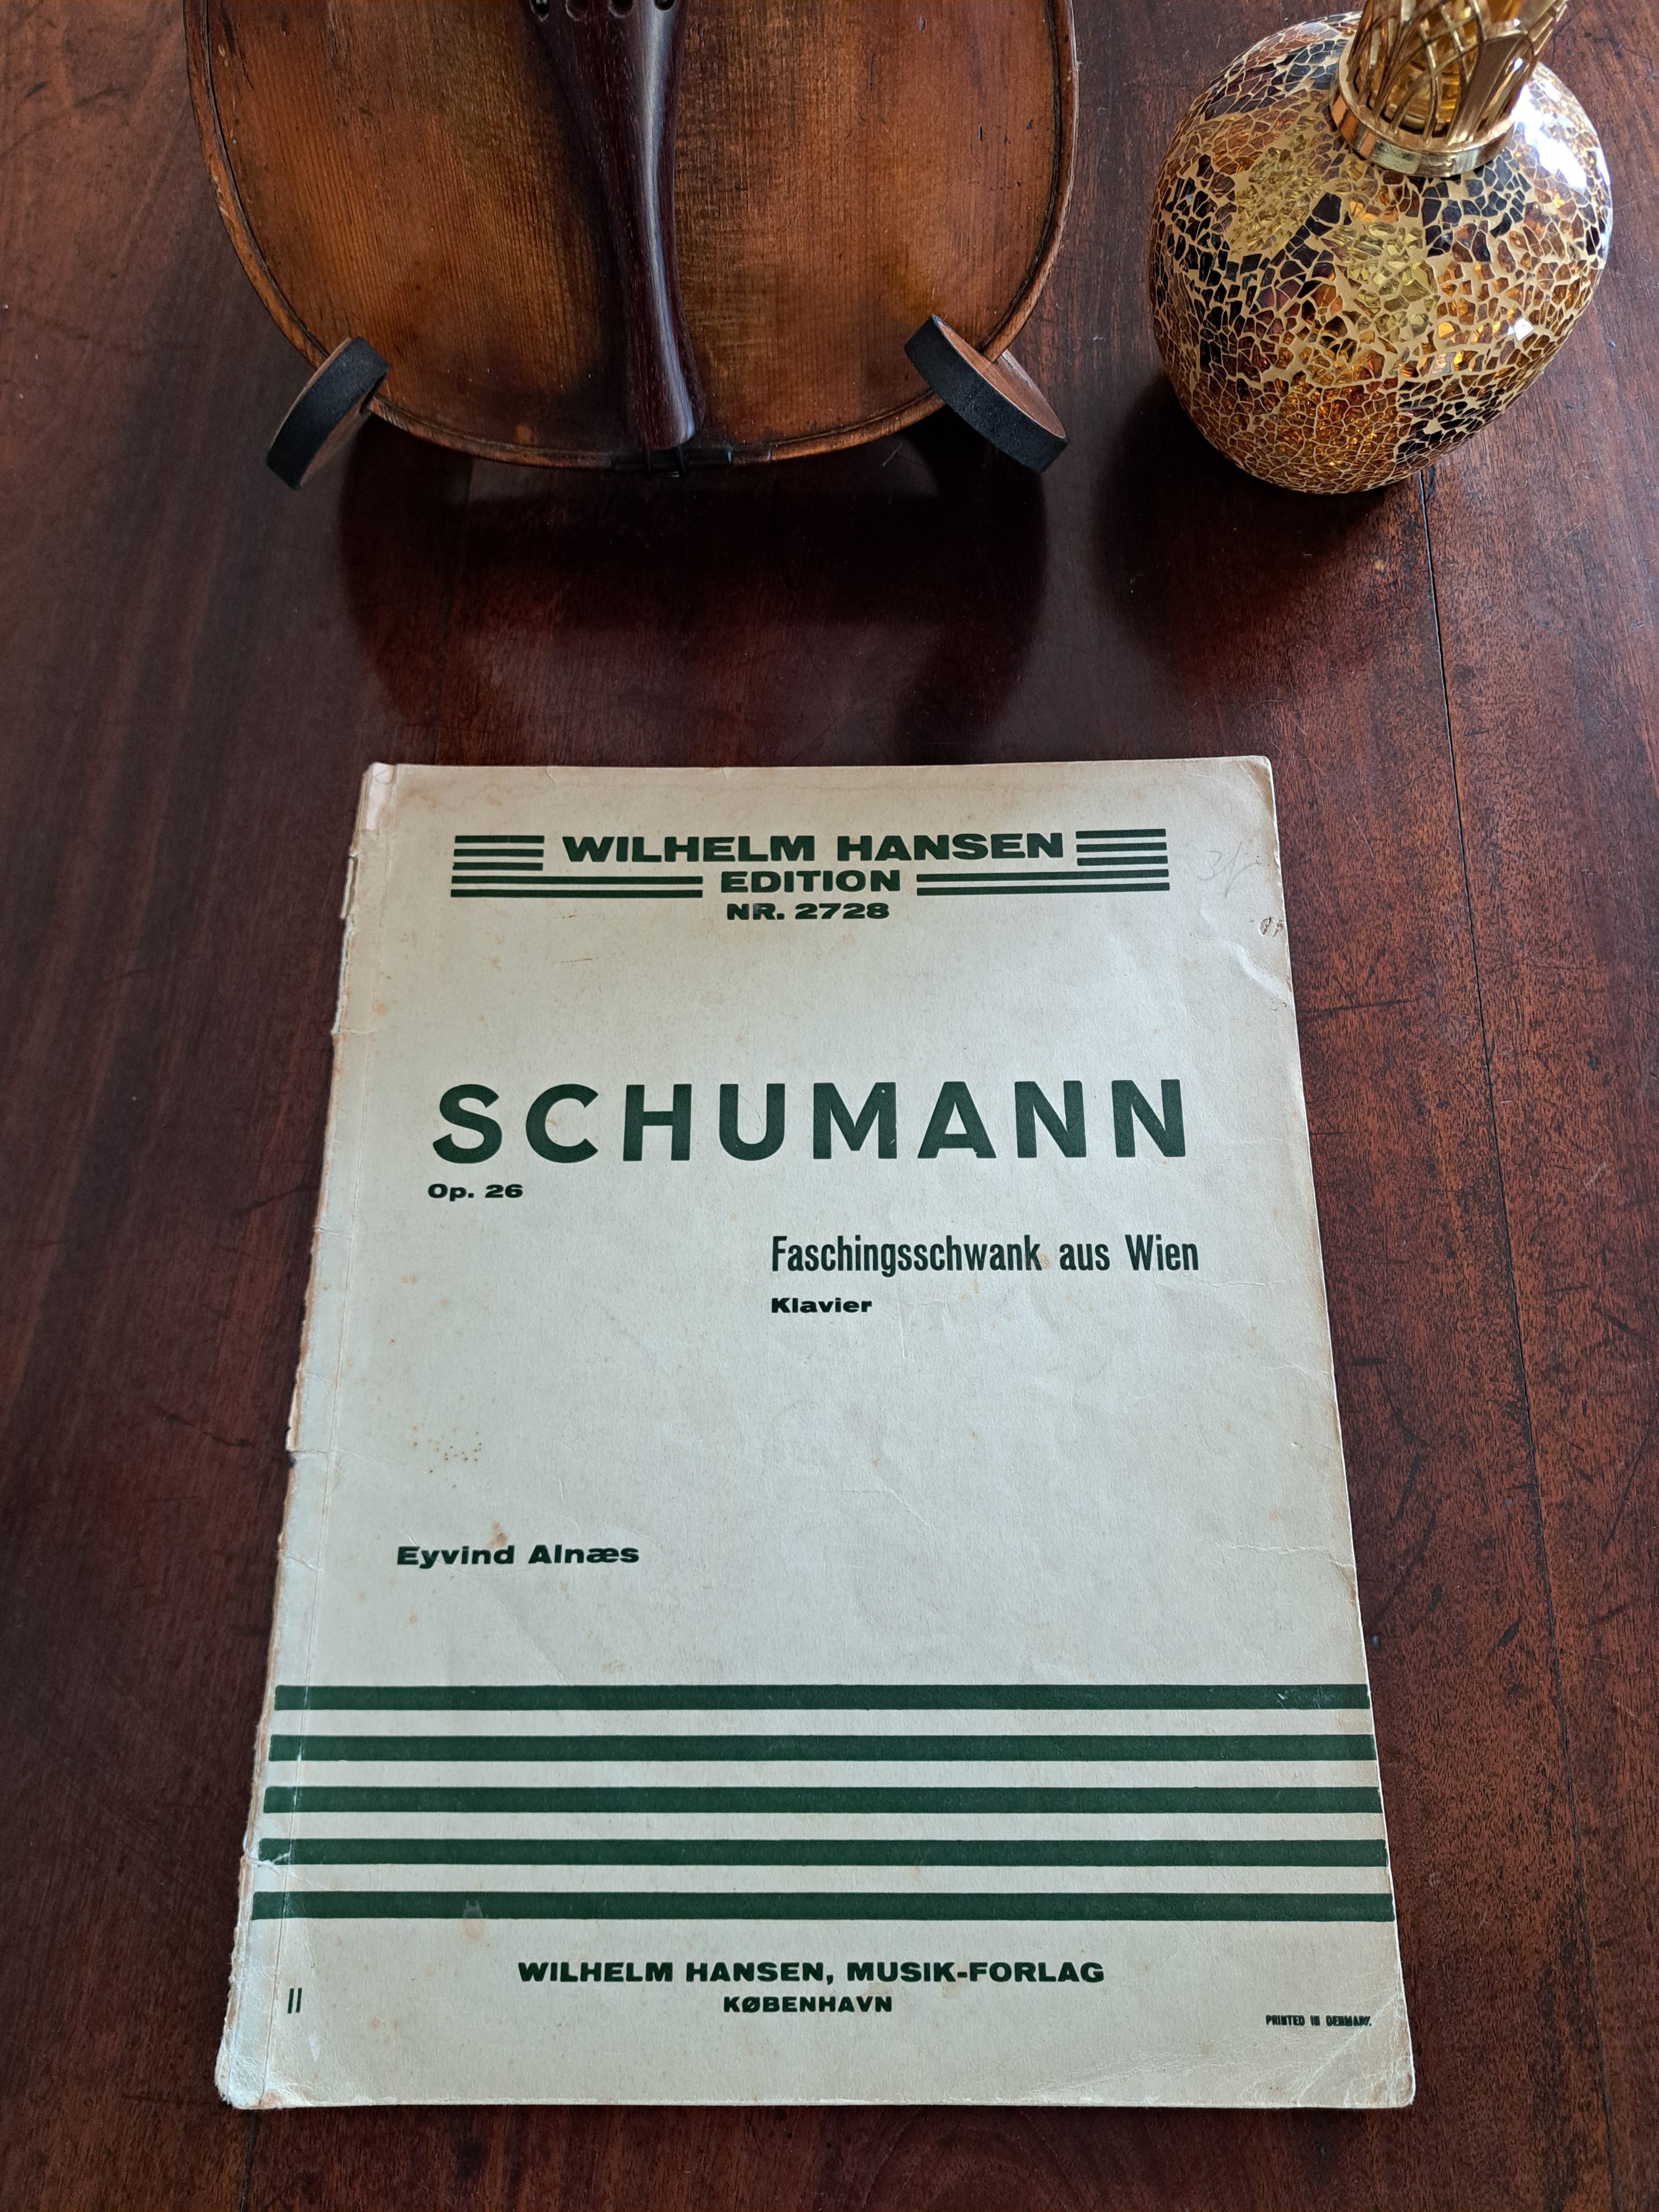 WILHELM HANSEN
EDITION
NR. 2728
SCHUMANN
Op. 26
Faschingsschwank aus Wien
Klavier
Eyvind Alnæs
WILHELM HANSEN, MUSIK-FORLAG
KØBENHAVN
II
PRINTED IN DENMARK